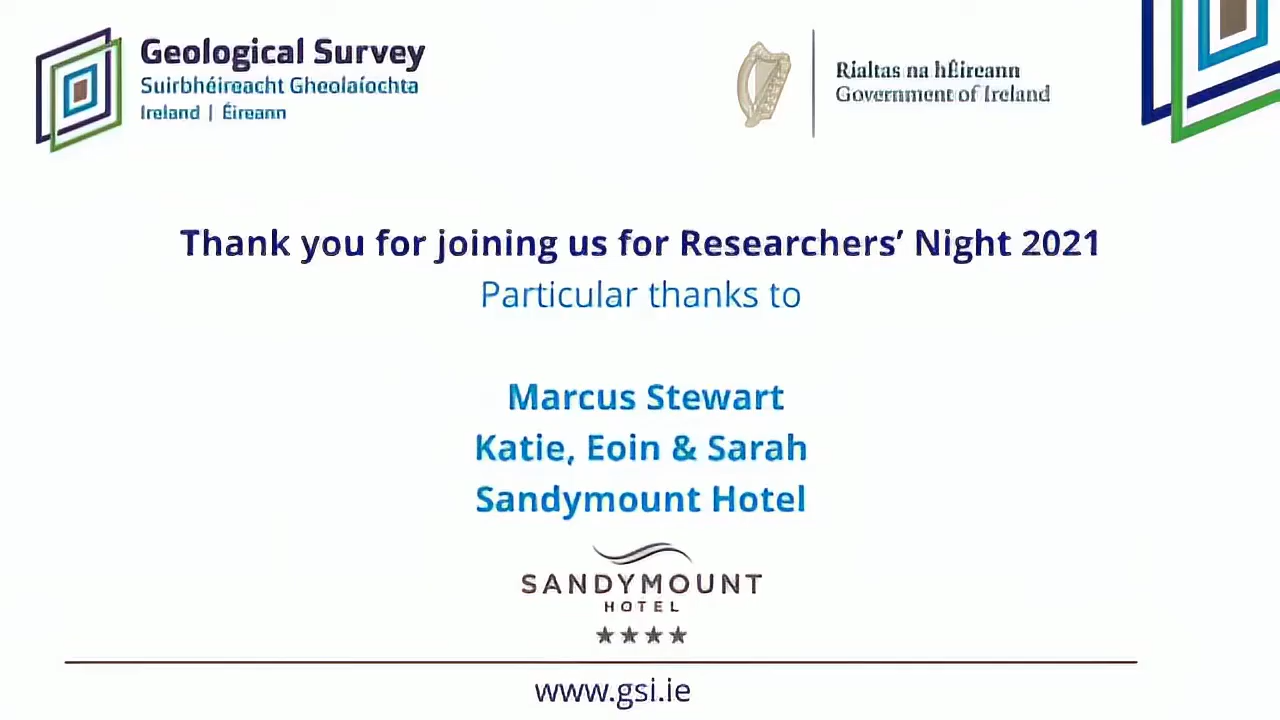 Geological Survey
Suirbhéireacht Gheolaíochta
Ireland | Éireann
Rialtas na hÉireann
Government of Ireland
Thank you for joining us for Researchers’ Night 2021
Particular thanks to
Marcus Stewart
Katie, Eoin & Sarah
Sandymount Hotel
SANDYMOUNT
HOTEL
www.gsi.ie